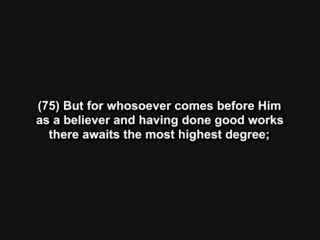 (75) But for whosoever comes before Him
as a believer and having done good works
there awaits the most highest degree;